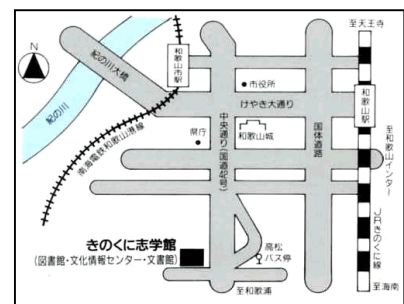 至天王寺
N
和歌山市駅
紀の川大橋
市役所
和歌山駅
けやき大通り
紀の川
県庁
和歌山城
南海電鉄和歌山港線
中央通り(国道42号)
国体道路
至和歌山インター
JRきのくに線
きのくに志学館
(図書館・文化情報センター・文書館)
高松
バス停
至和歌浦
至海南